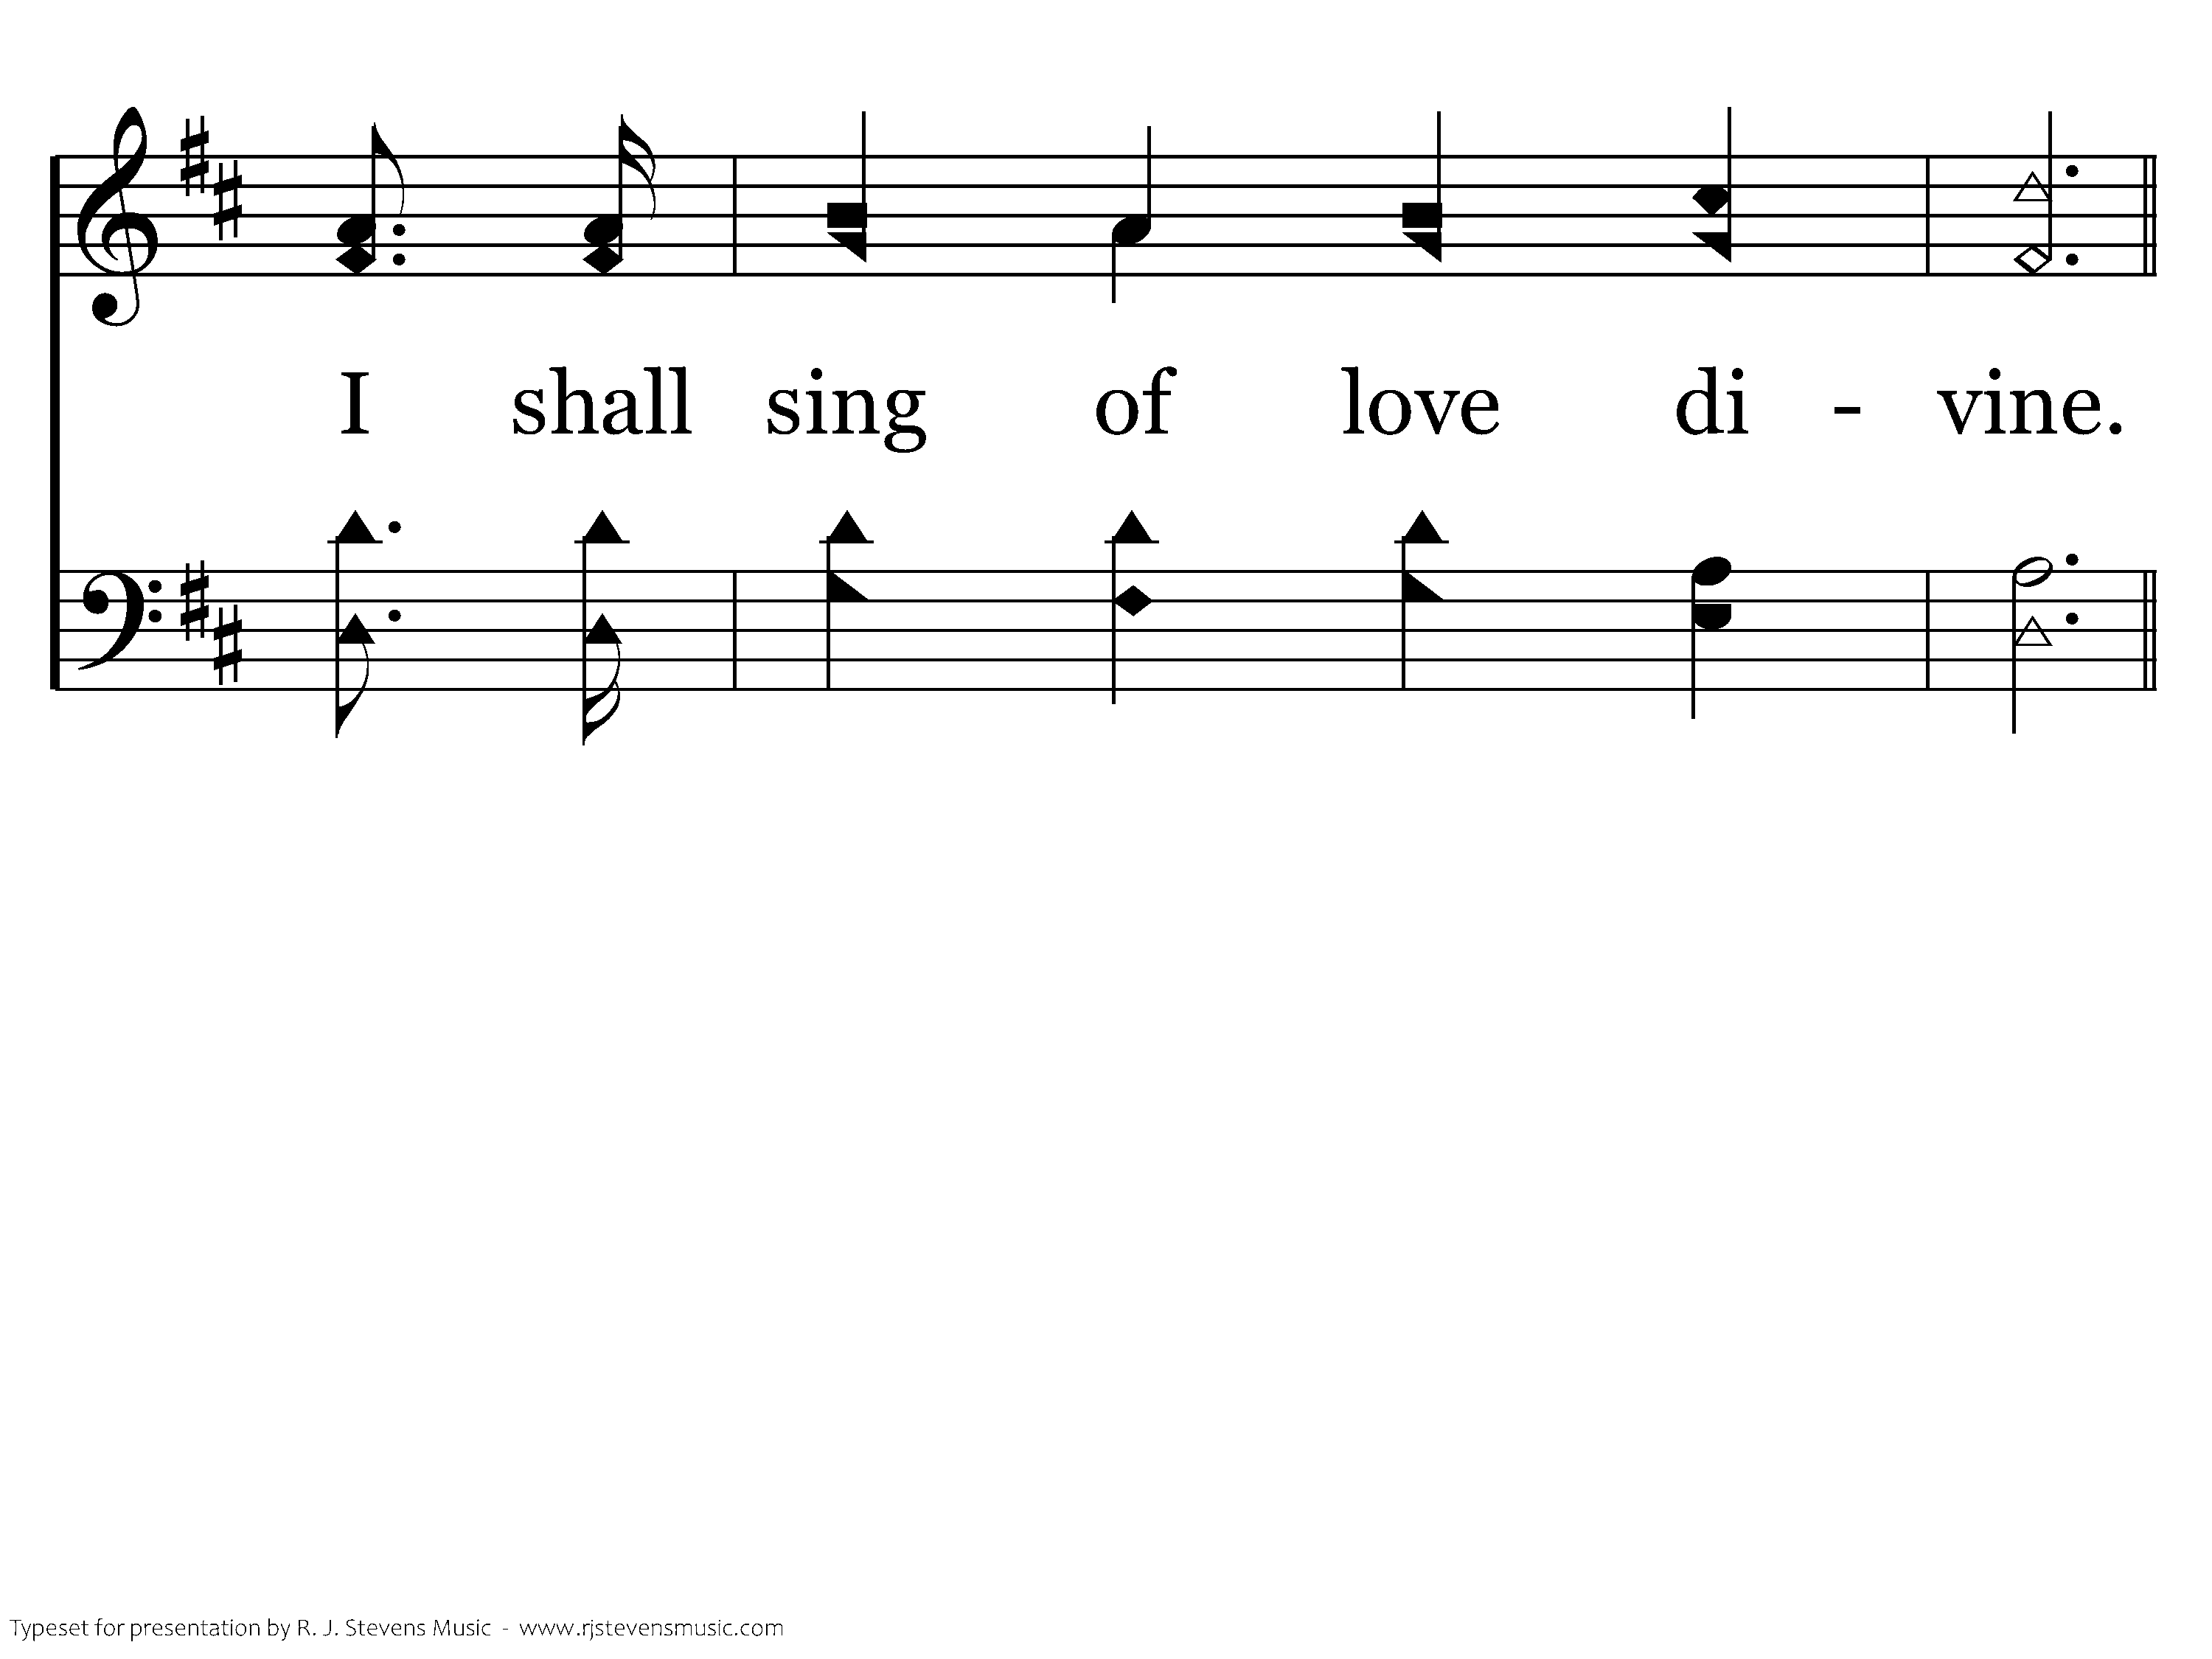 I shall sing of love di - vine.
Typeset for presentation by R. J. Stevens Music - www.rjstevensmusic.com